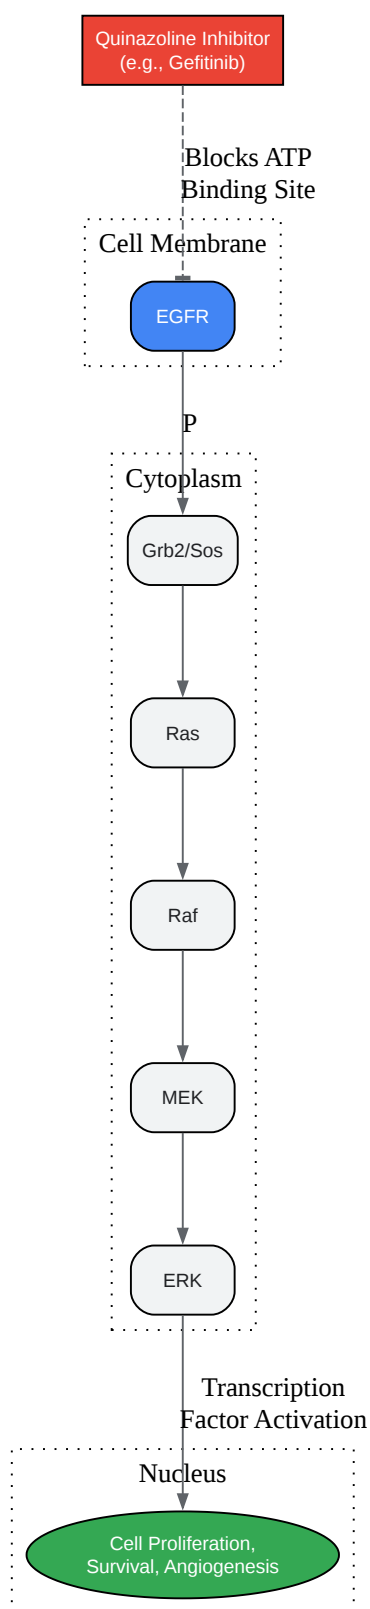 Quinazoline Inhibitor
(e.g., Gefitinib)
Blocks ATP
Binding Site
Cell Membrane
EGFR
P
Cytoplasm
Grb2/Sos
Ras
Raf
MEK
ERK
Transcription
Factor Activation
Nucleus
Cell Proliferation,
Survival, Angiogenesis